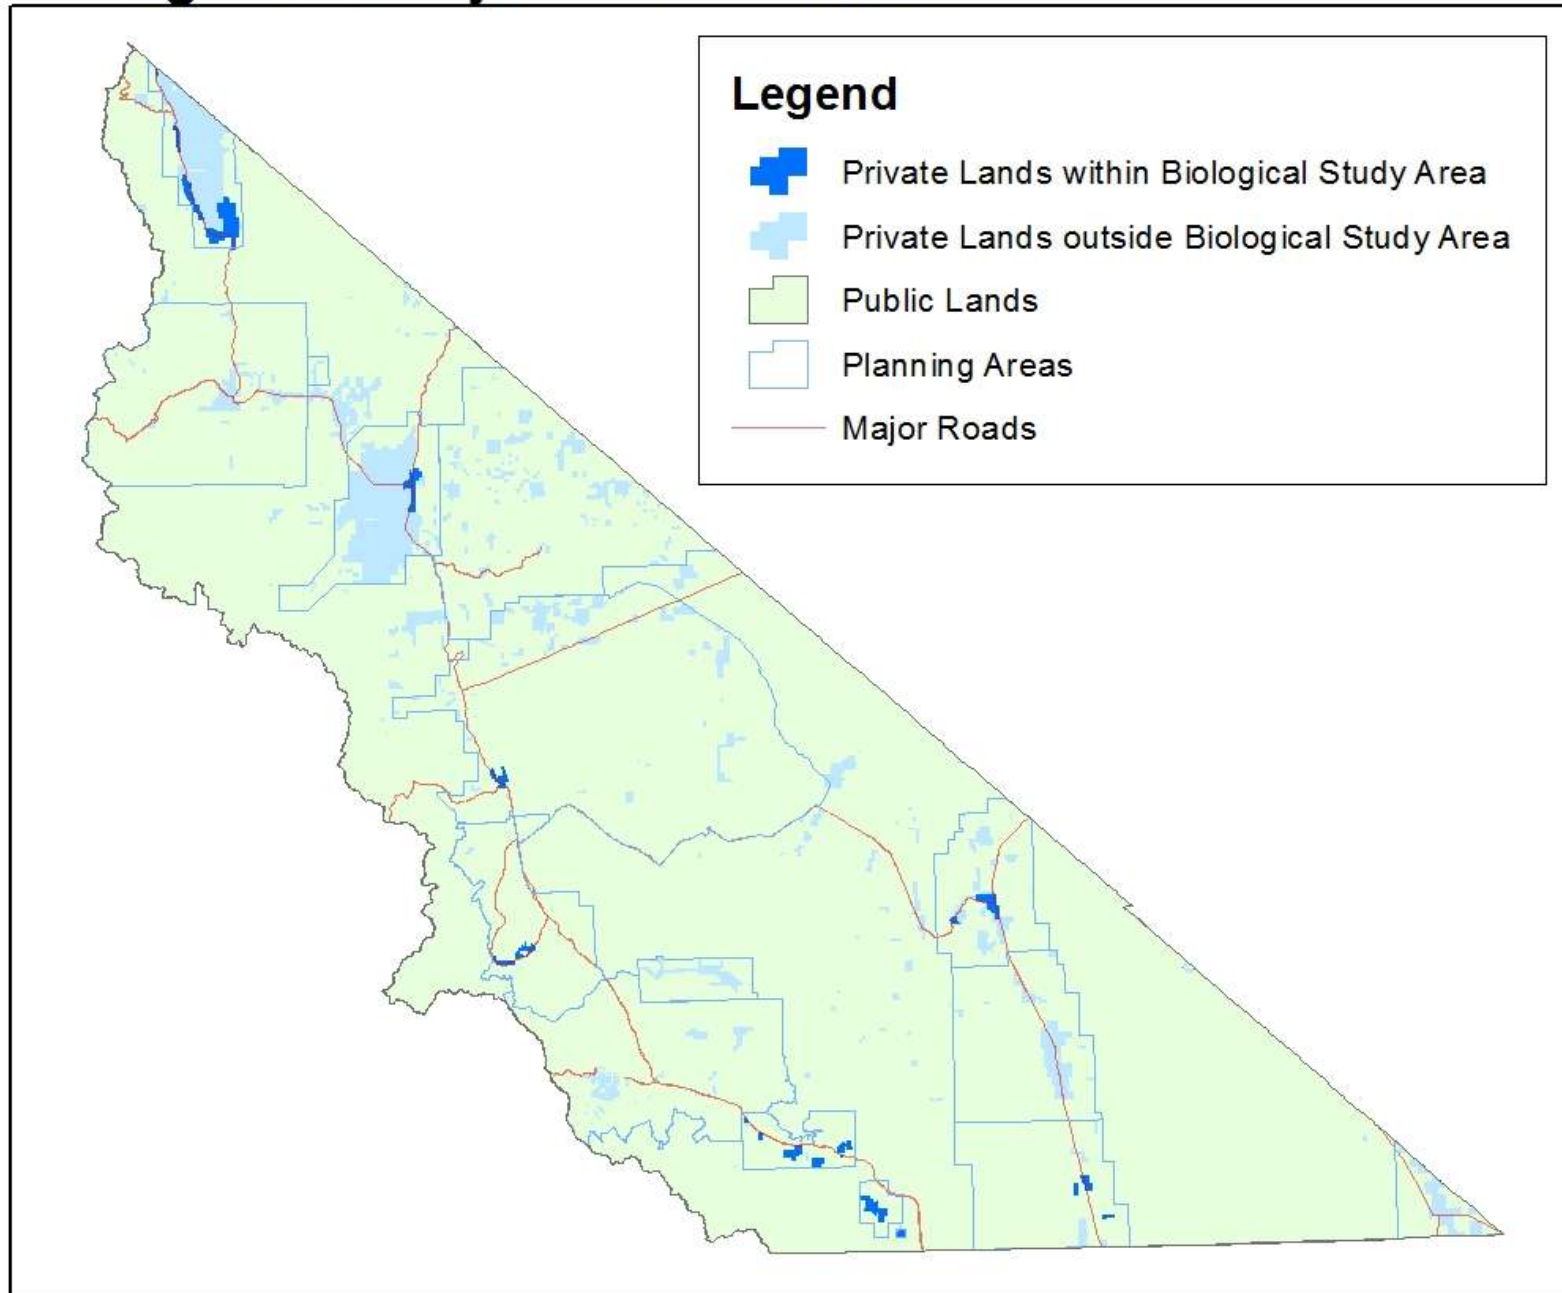 Legend
Private Lands within Biological Study Area
Private Lands outside Biological Study Area
Public Lands
Planning Areas
Major Roads